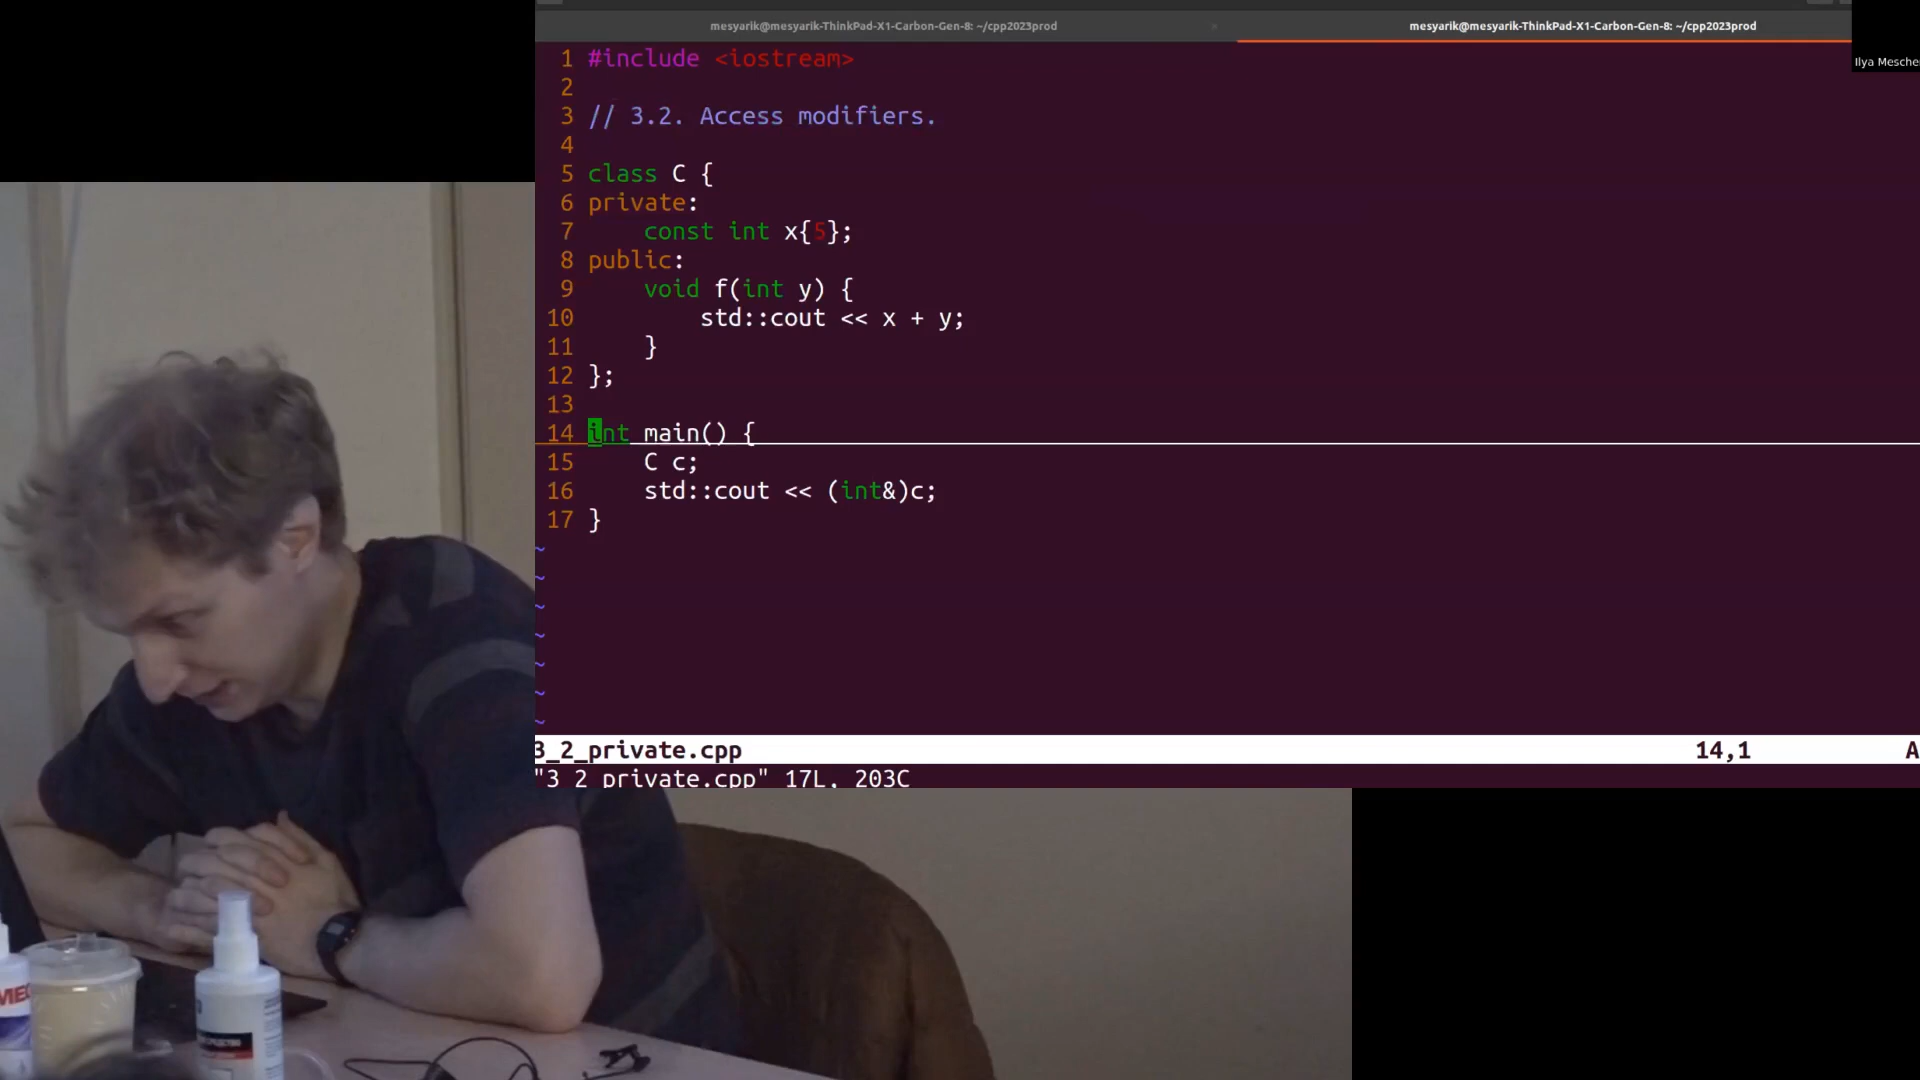 mesyarik@mesyarik-ThinkPad-X1-Carbon-Gen-8: ~/cpp2023prod
mesyarik@mesyarik-ThinkPad-X1-Carbon-Gen-8: ~/cpp2023prod
Ilya Mesche
1 #include <iostream>
2
3 // 3.2. Access modifiers.
4
5 class C {
6 private:
7     const int x{5};
8 public:
9     void f(int y) {
10         std::cout << x + y;
11     }
12 };
13
14 int main() {
15     C c;
16     std::cout << (int&)c;
17 }
~
~
~
~
~
~
~
3_2_private.cpp 14,1 A
"3_2_private.cpp" 17L, 203C